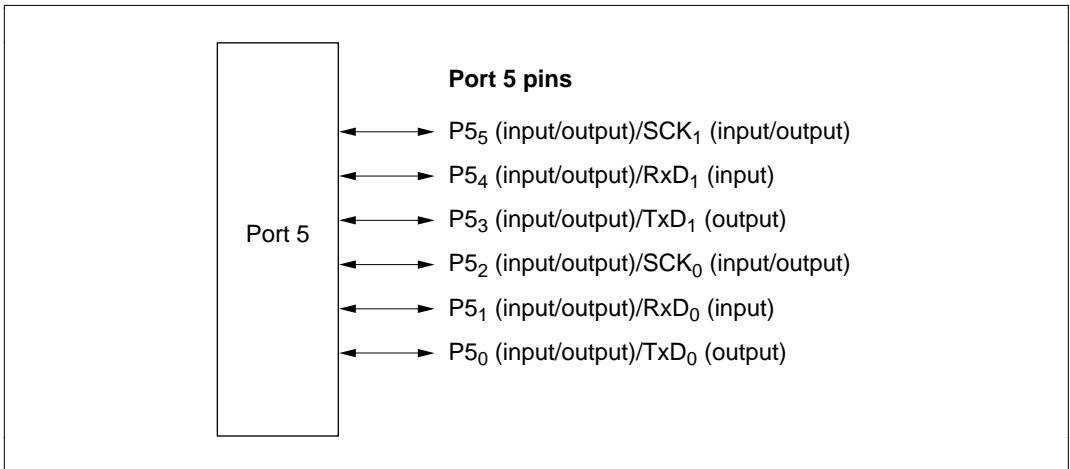 Port 5 pins
P5₅ (input/output)/SCK₁ (input/output)
P5₄ (input/output)/RxD₁ (input)
P5₃ (input/output)/TxD₁ (output)
Port 5
P5₂ (input/output)/SCK₀ (input/output)
P5₁ (input/output)/RxD₀ (input)
P5₀ (input/output)/TxD₀ (output)